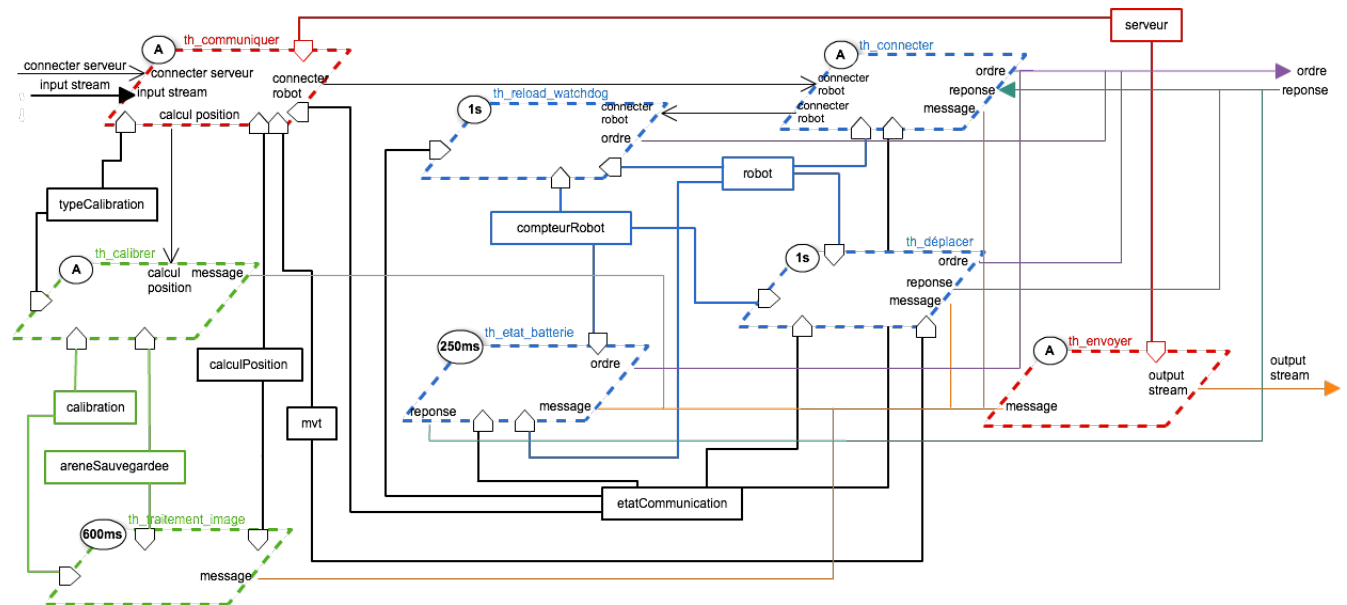 serveur
th_communiquer
A
connecter serveur
connecter serveur
input stream
input stream
connecter
robot
calcul position
th_connecter
A
connecter
robot
connecter
robot
ordre
reponse
message
ordre
reponse
th_reload_watchdog
1s
connecter
robot
ordre
robot
typeCalibration
compteurRobot
th_calibrer
A
calcul
position
message
th_déplacer
1s
ordre
reponse
message
th_etat_batterie
250ms
ordre
reponse
message
th_envoyer
A
output
stream
message
output
stream
calculPosition
calibration
mvt
areneSauvegardee
etatCommunication
th_traitement_image
600ms
message